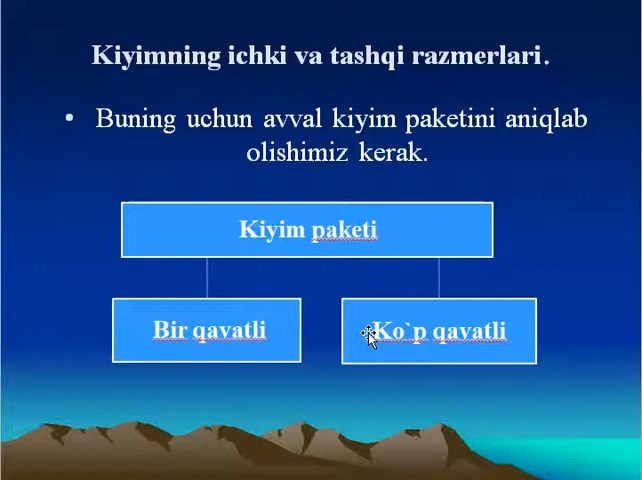 Kiyimning ichki va tashqi razmerlari.
• Buning uchun avval kiyim paketini aniqlab
olishimiz kerak.
Kiyim paketi
Bir qavatli
Ko`p qavatli